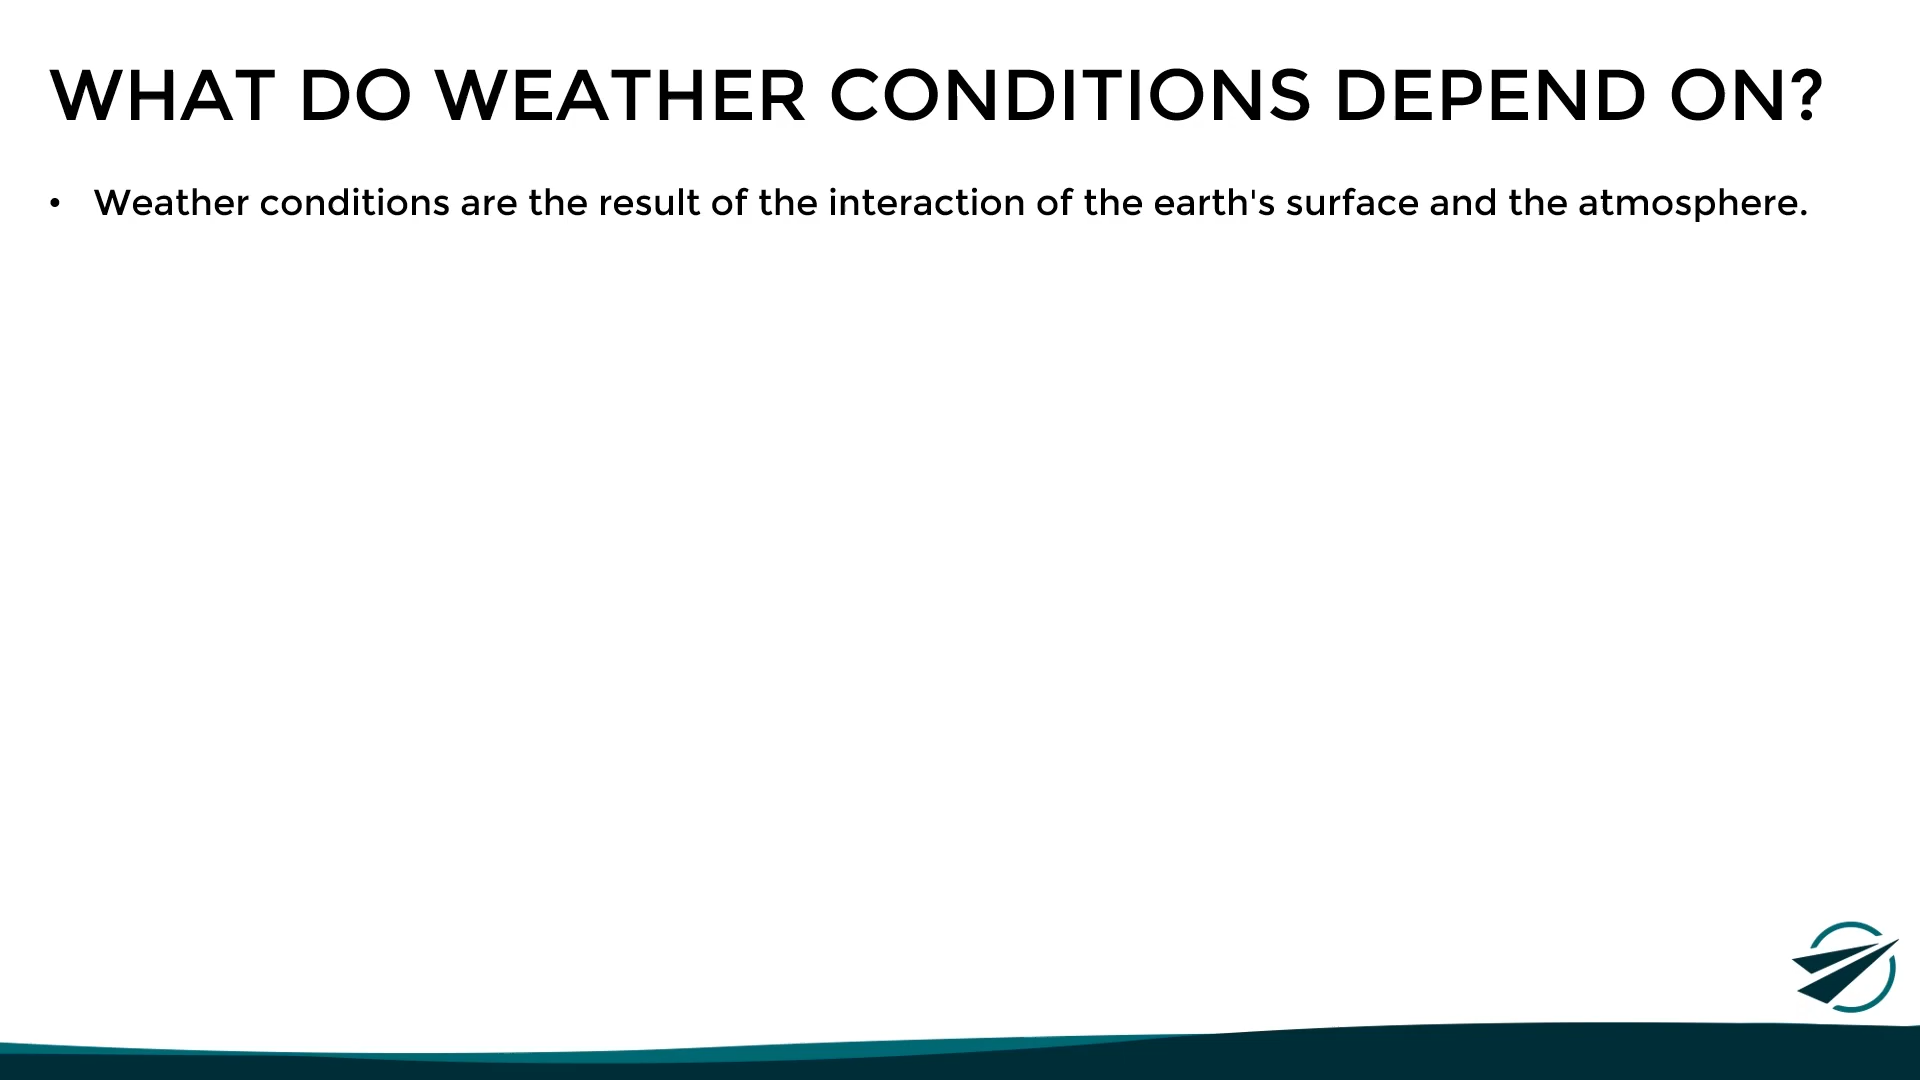 WHAT DO WEATHER CONDITIONS DEPEND ON?
• Weather conditions are the result of the interaction of the earth's surface and the atmosphere.